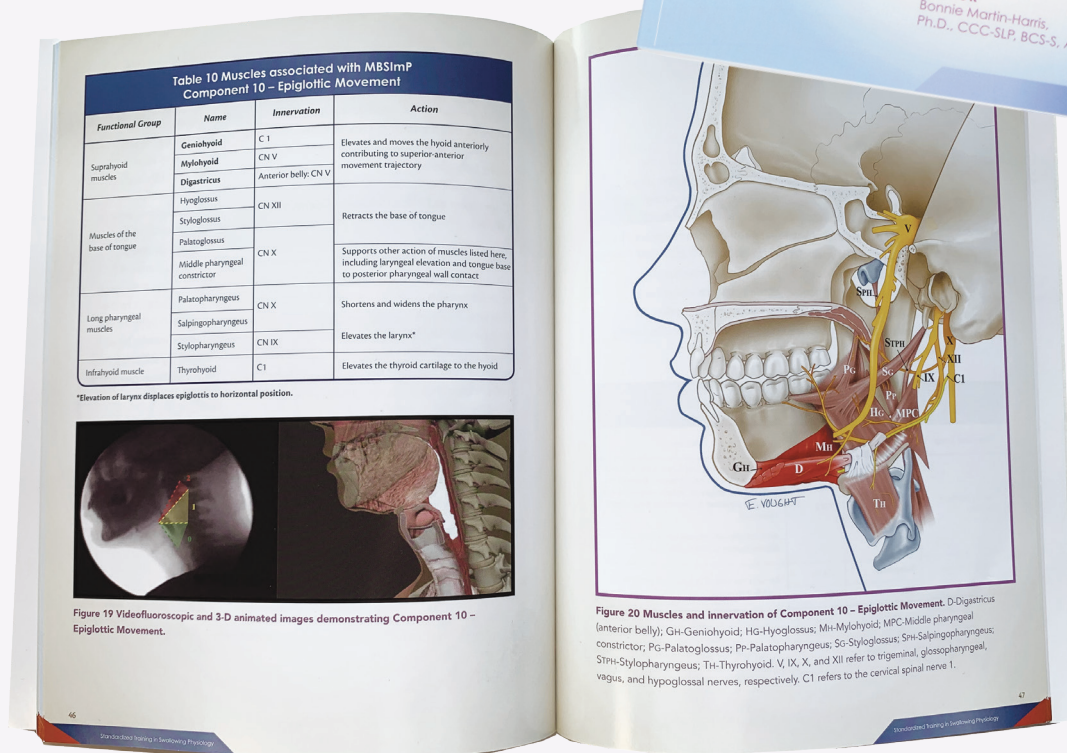 Bonnie Martin-Harris,
Ph.D., CCC-SLP, BCS-S,
Table 10 Muscles associated with MBSImP
Component 10 – Epiglottic Movement
Functional Group
Name
Innervation
Action
Suprahyoid
muscles
Geniohyoid
C 1
Mylohyoid
CN V
Digastricus
Anterior belly: CN V
Elevates and moves the hyoid anteriorly
contributing to superior-anterior
movement trajectory
Muscles of the
base of tongue
Hyoglossus
Styloglossus
CN XII
Retracts the base of tongue
Palatoglossus
Middle pharyngeal
constrictor
CN X
Supports other action of muscles listed here,
including laryngeal elevation and tongue base
to posterior pharyngeal wall contact
Long pharyngeal
muscles
Palatopharyngeus
Salpingopharyngeus
CN X
Shortens and widens the pharynx
Stylopharyngeus
CN IX
Elevates the larynx*
Infrahyoid muscle
Thyrohyoid
C1
Elevates the thyroid cartilage to the hyoid
*Elevation of larynx displaces epiglottis to horizontal position.
Figure 19 Videofluoroscopic and 3-D animated images demonstrating Component 10 –
Epiglottic Movement.
46
Standardized Training in Swallowing Physiology
V
SPH
STPH
X
XII
IX
C1
PG
SG
PP
HG
MPC
MH
GH
D
TH
E. VOUGHT
Figure 20 Muscles and innervation of Component 10 – Epiglottic Movement. D-Digastricus
(anterior belly); GH-Geniohyoid; HG-Hyoglossus; MH-Mylohyoid; MPC-Middle pharyngeal
constrictor; PG-Palatoglossus; PP-Palatopharyngeus; SG-Styloglossus; SPH-Salpingopharyngeus;
STPH-Stylopharyngeus; TH-Thyrohyoid. V, IX, X, and XII refer to trigeminal, glossopharyngeal,
vagus, and hypoglossal nerves, respectively. C1 refers to the cervical spinal nerve 1.
47
Standardized Training in Swallowing Physiology